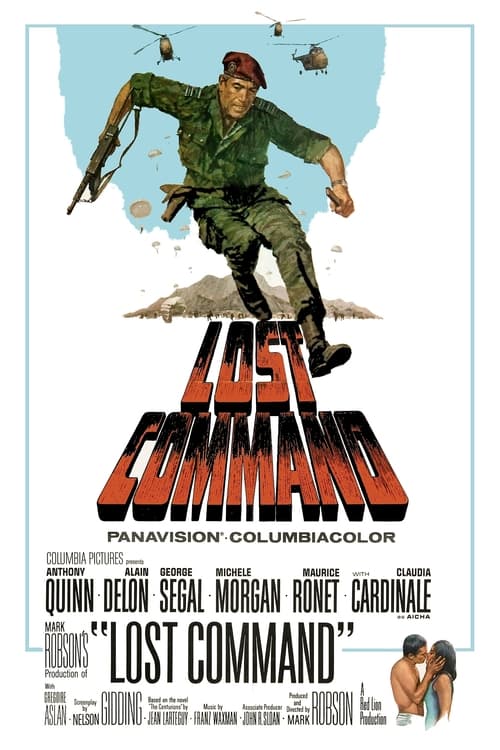 LOST
COMMAND
PANAVISION® · COLUMBIACOLOR
COLUMBIA PICTURES presents
ANTHONY QUINN · ALAIN DELON · GEORGE SEGAL · MICHELE MORGAN · MAURICE RONET · WITH CLAUDIA CARDINALE as AICHA
MARK ROBSON'S Production of "LOST COMMAND"
With GREGOIRE ASLAN
Screenplay by NELSON GIDDING
Based on the novel "The Centurions" by JEAN LARTEGUY
Music by FRANZ WAXMAN
Associate Producer JOHN R. SLOAN
Produced and Directed by MARK ROBSON
A Red Lion Production